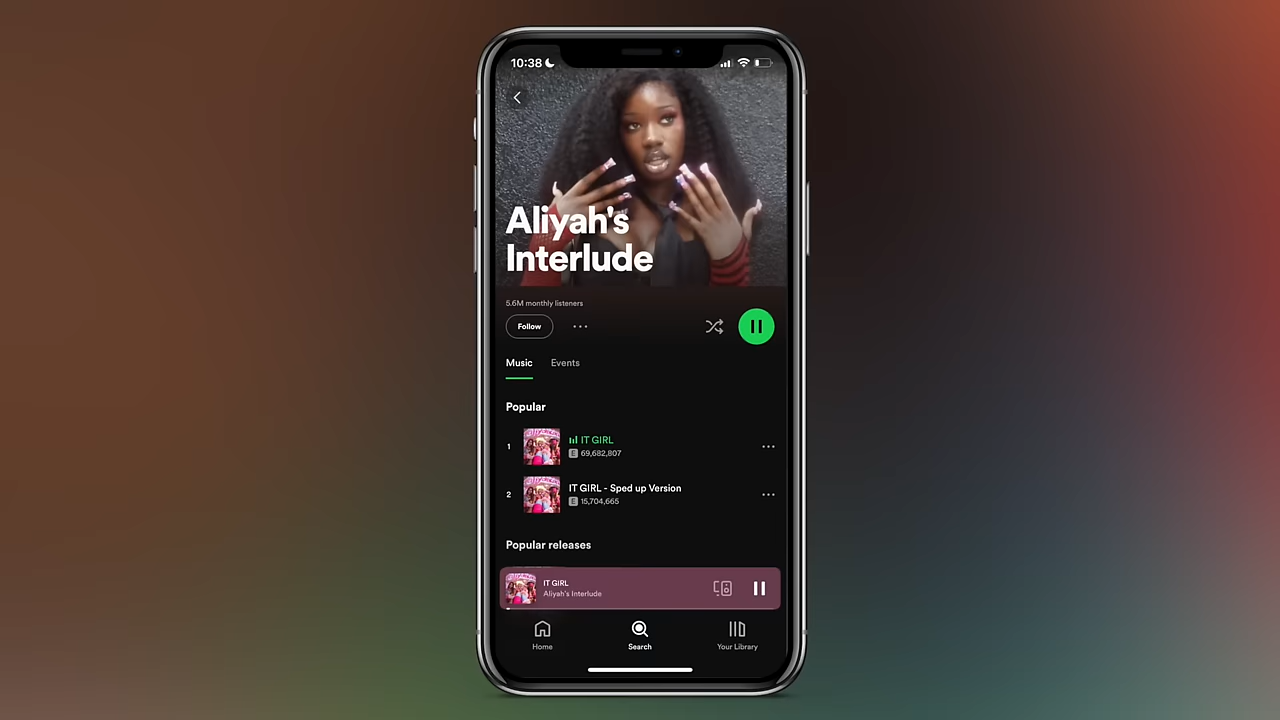 10:38
Aliyah's
Interlude
5.6M monthly listeners
Follow
Music Events
Popular
1 IT GIRL
E 69,682,807
2 IT GIRL - Sped up Version
E 15,704,665
Popular releases
IT GIRL
Aliyah's Interlude
Home Search Your Library